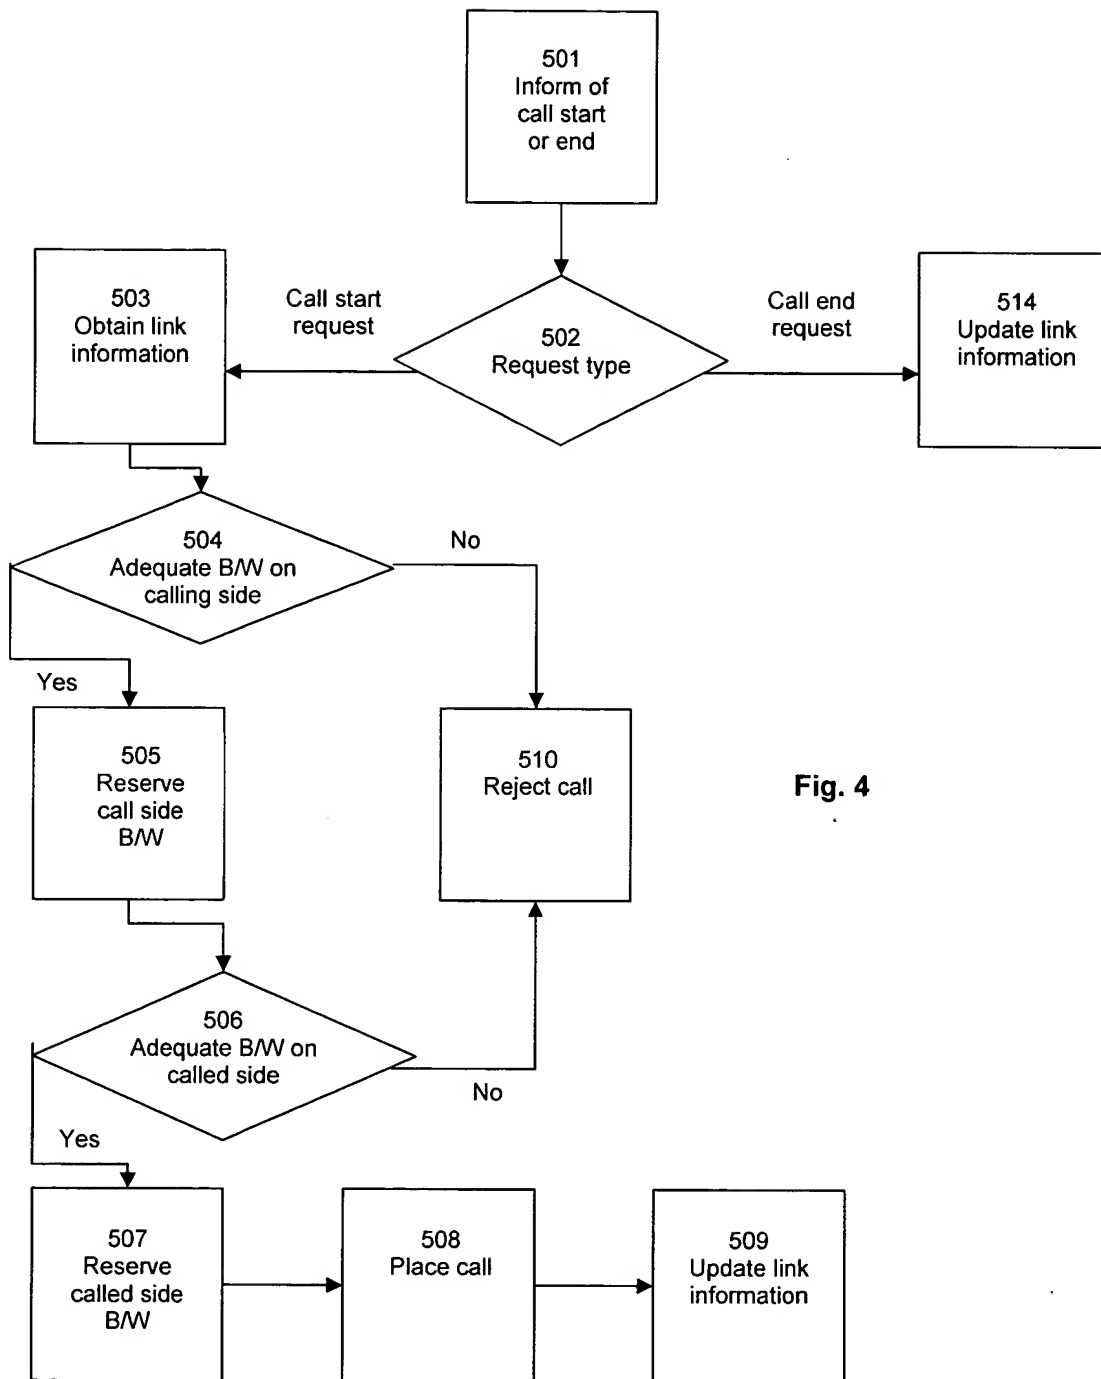 501
Inform of
call start
or end
503
Obtain link
information
Call start
request
502
Request type
Call end
request
514
Update link
information
504
Adequate B/W on
calling side
No
Yes
505
Reserve
call side
B/W
510
Reject call
Fig. 4
506
Adequate B/W on
called side
No
Yes
507
Reserve
called side
B/W
508
Place call
509
Update link
information